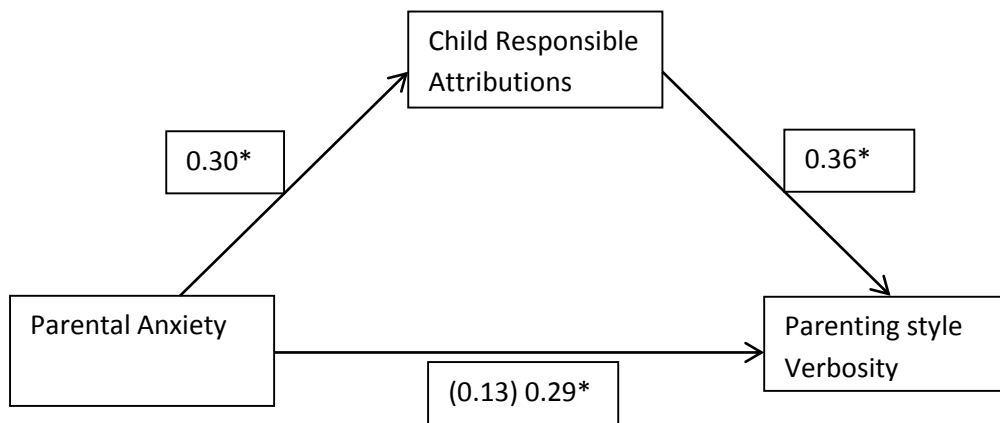 Child Responsible
Attributions
0.30*
0.36*
Parental Anxiety
Parenting style
Verbosity
(0.13) 0.29*